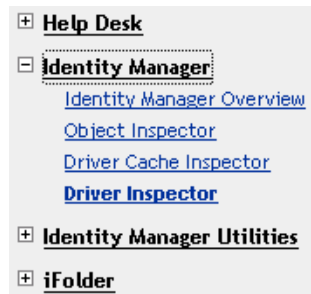 Help Desk
Identity Manager
Identity Manager Overview
Object Inspector
Driver Cache Inspector
Driver Inspector
Identity Manager Utilities
iFolder